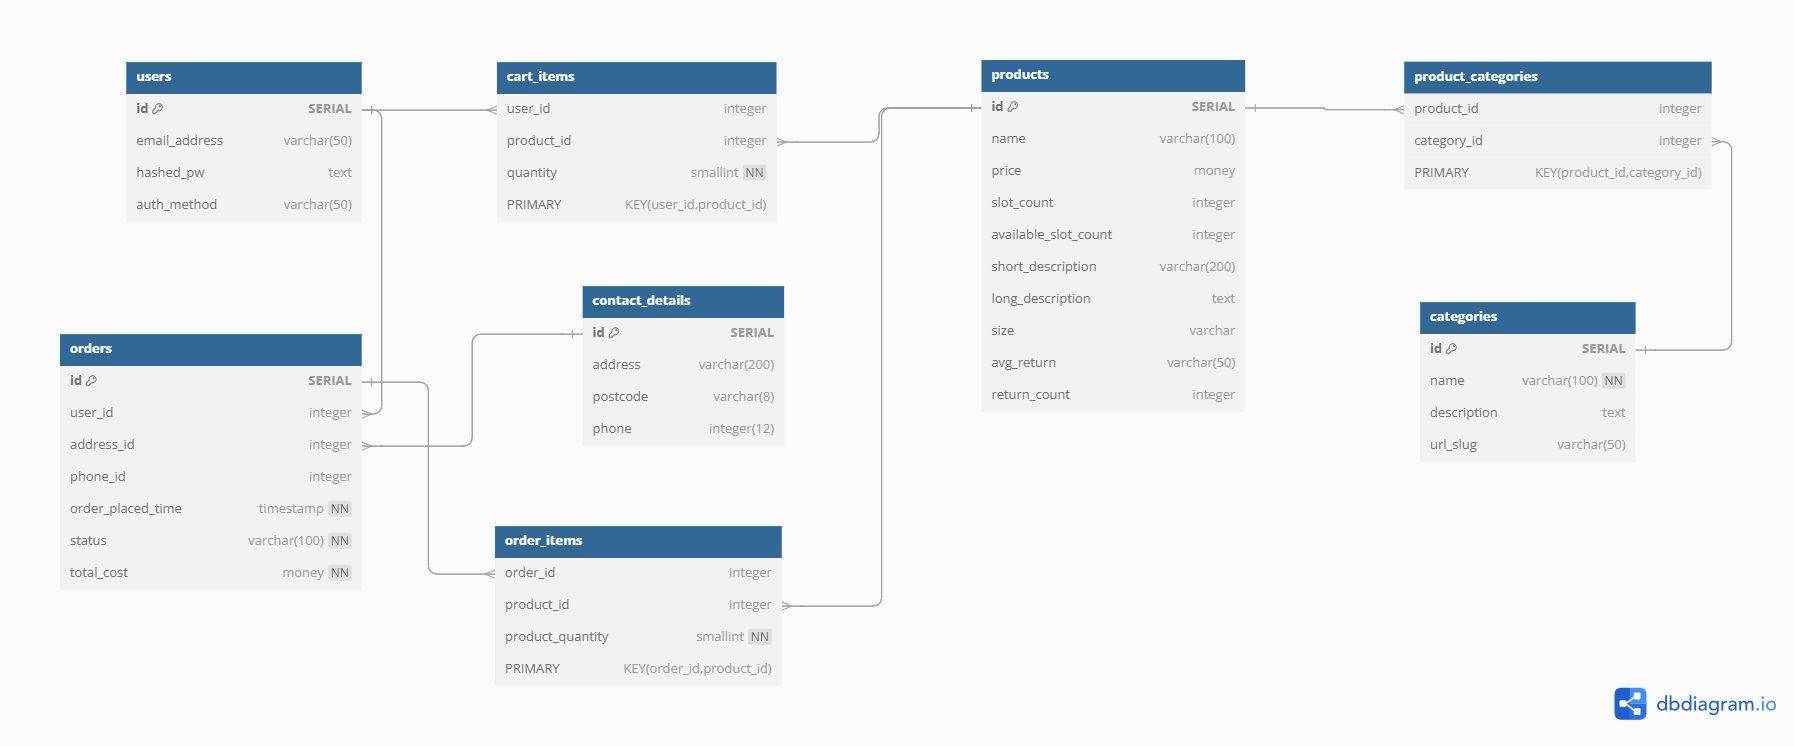 users
id SERIAL
email_address varchar(50)
hashed_pw text
auth_method varchar(50)
cart_items
user_id integer
product_id integer
quantity smallint NN
PRIMARY KEY(user_id,product_id)
products
id SERIAL
name varchar(100)
price money
slot_count integer
available_slot_count integer
short_description varchar(200)
long_description text
size varchar
avg_return varchar(50)
return_count integer
product_categories
product_id integer
category_id integer
PRIMARY KEY(product_id,category_id)
contact_details
id SERIAL
address varchar(200)
postcode varchar(8)
phone integer(12)
categories
id SERIAL
name varchar(100) NN
description text
url_slug varchar(50)
orders
id SERIAL
user_id integer
address_id integer
phone_id integer
order_placed_time timestamp NN
status varchar(100) NN
total_cost money NN
order_items
order_id integer
product_id integer
product_quantity smallint NN
PRIMARY KEY(order_id,product_id)
dbdiagram.io